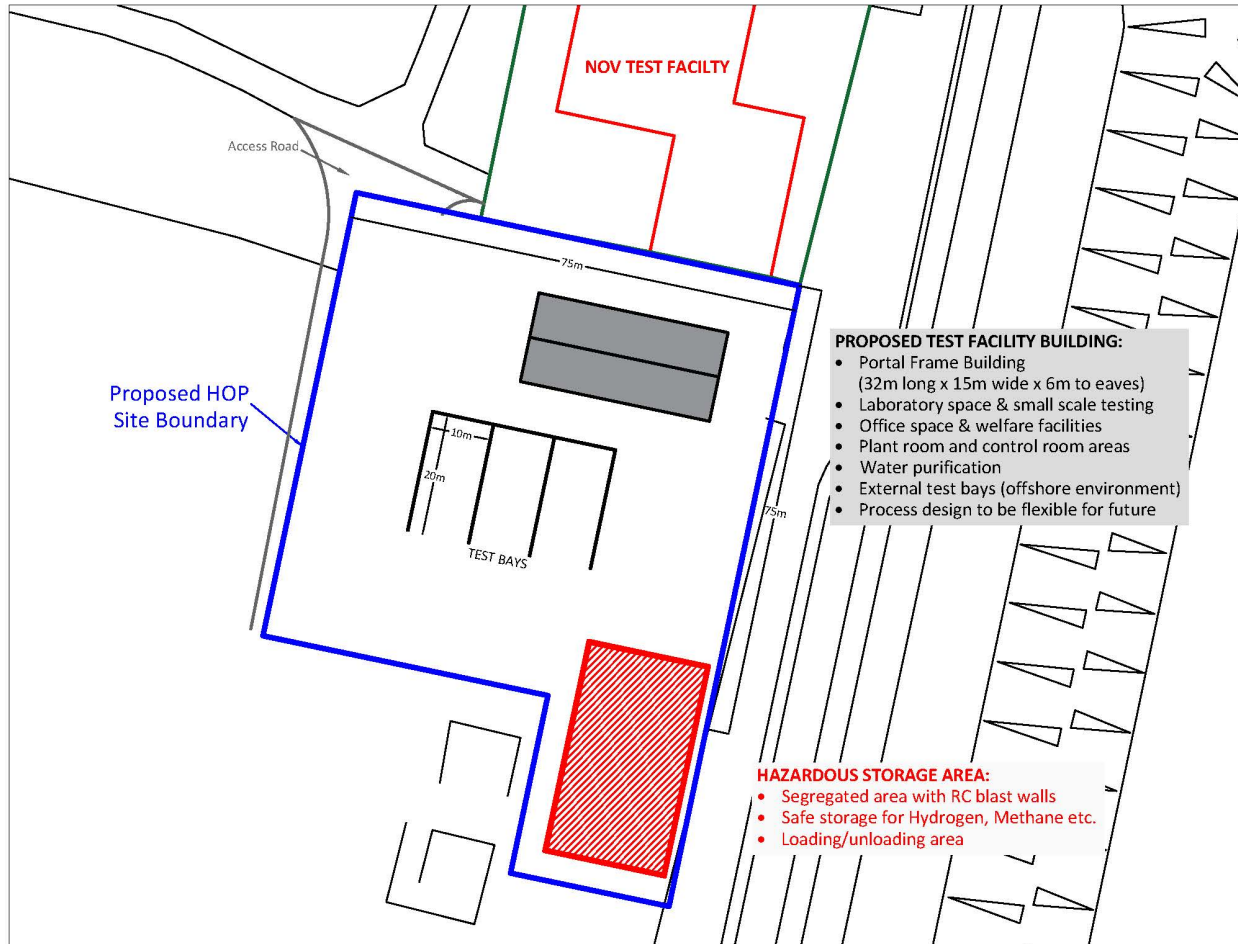 NOV TEST FACILTY
Access Road
75m
Proposed HOP
Site Boundary
10m
20m
TEST BAYS
75m
PROPOSED TEST FACILITY BUILDING:
• Portal Frame Building
(32m long x 15m wide x 6m to eaves)
• Laboratory space & small scale testing
• Office space & welfare facilities
• Plant room and control room areas
• Water purification
• External test bays (offshore environment)
• Process design to be flexible for future
HAZARDOUS STORAGE AREA:
• Segregated area with RC blast walls
• Safe storage for Hydrogen, Methane etc.
• Loading/unloading area